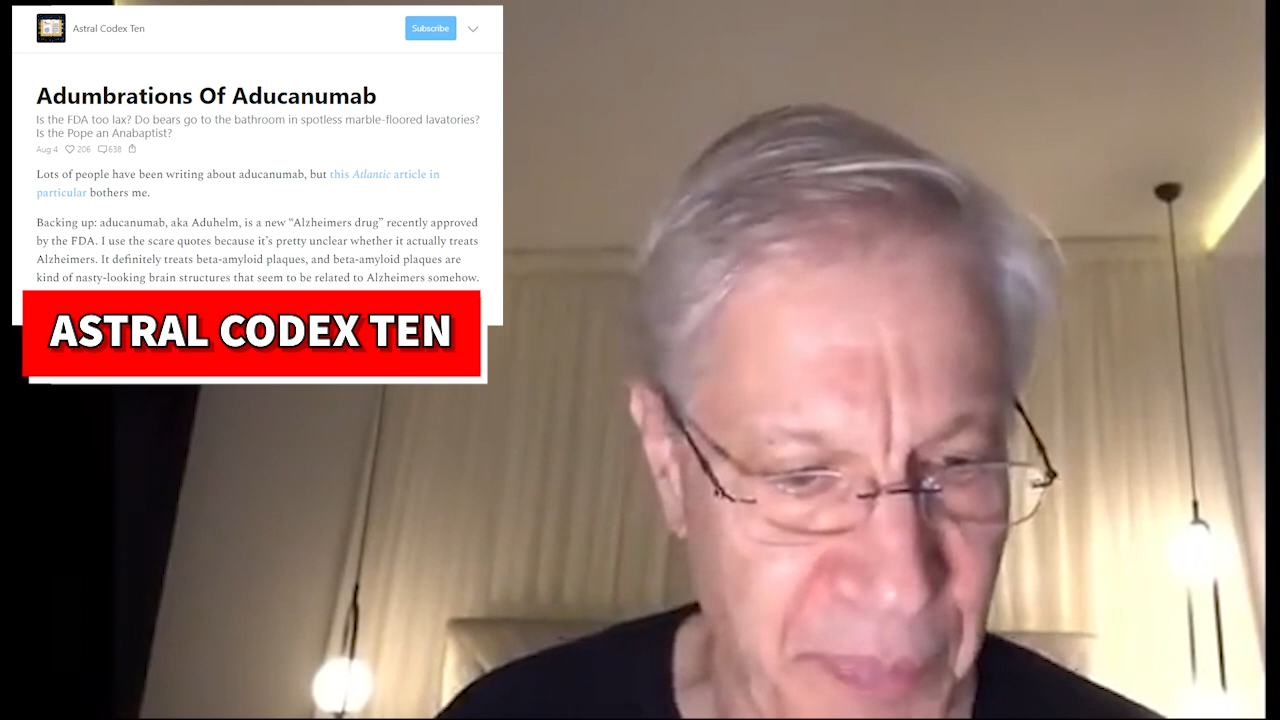 Astral Codex Ten
Subscribe
Adumbrations Of Aducanumab
Is the FDA too lax? Do bears go to the bathroom in spotless marble-floored lavatories?
Is the Pope an Anabaptist?
Aug 4 206 638
Lots of people have been writing about aducanumab, but this Atlantic article in
particular bothers me.
Backing up: aducanumab, aka Aduhelm, is a new “Alzheimers drug” recently approved
by the FDA. I use the scare quotes because it’s pretty unclear whether it actually treats
Alzheimers. It definitely treats beta-amyloid plaques, and beta-amyloid plaques are
kind of nasty-looking brain structures that seem to be related to Alzheimers somehow.
ASTRAL CODEX TEN